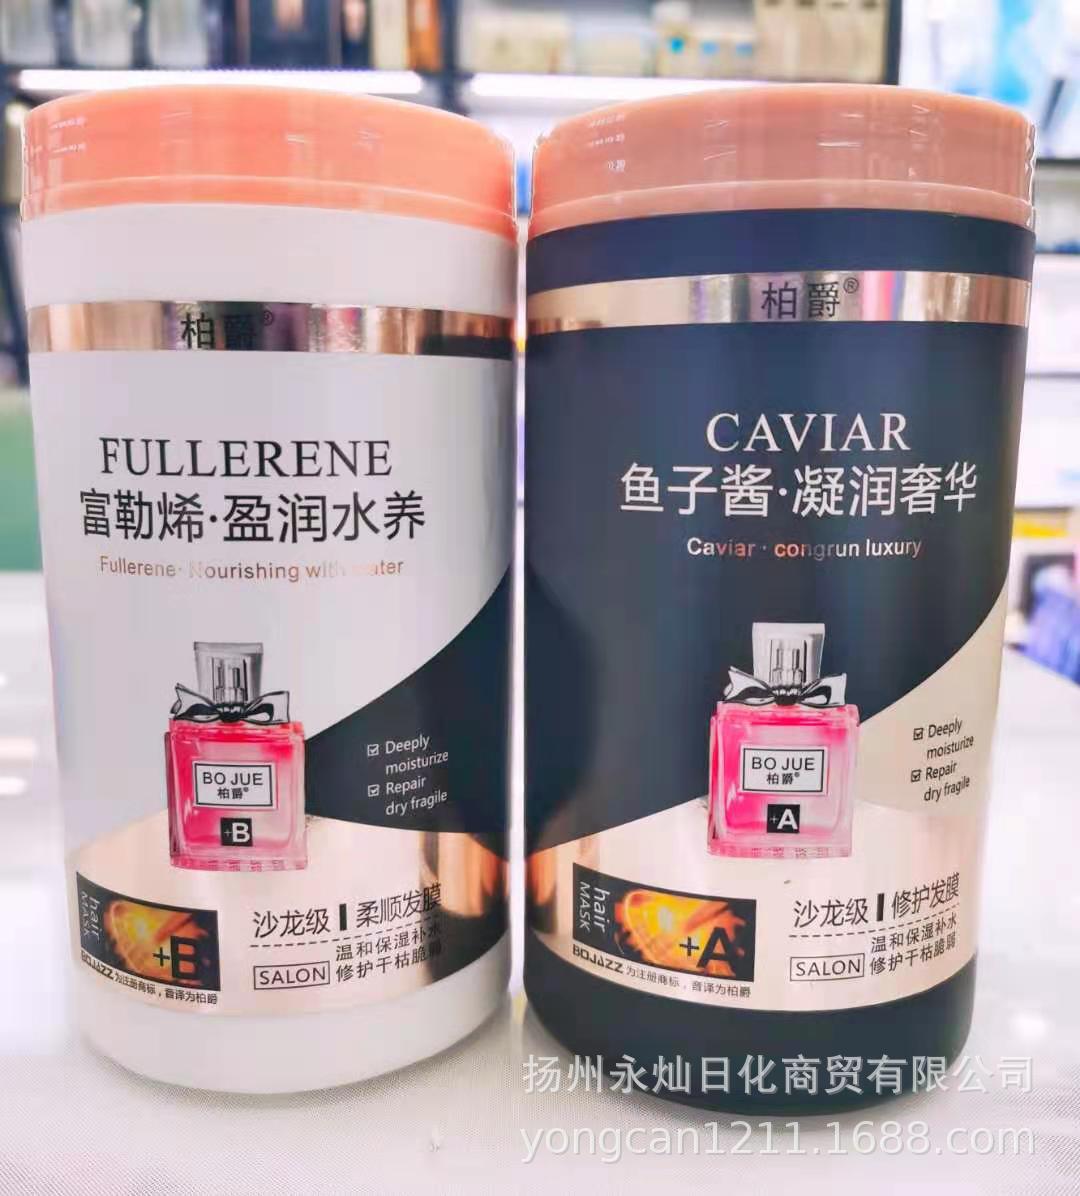 柏爵®
FULLERENE
富勒烯·盈润水养
Fullerene· Nourishing with water
BO JUE
柏爵®
+B
Deeply
moisturize
Repair
dry fragile
hair
MASK
+B
BOJAZZ 为注册商标，音译为柏爵
沙龙级 柔顺发膜
温和保湿补水
SALON 修护干枯脆弱
柏爵®
CAVIAR
鱼子酱·凝润奢华
Caviar · congrun luxury
BO JUE
柏爵®
+A
Deeply
moisturize
Repair
dry fragile
hair
MASK
+A
BOJAZZ 为注册商标，音译为柏爵
沙龙级 修护发膜
温和保湿补水
SALON 修护干枯脆弱
扬州永灿日化商贸有限公司
yongcan1211.1688.com